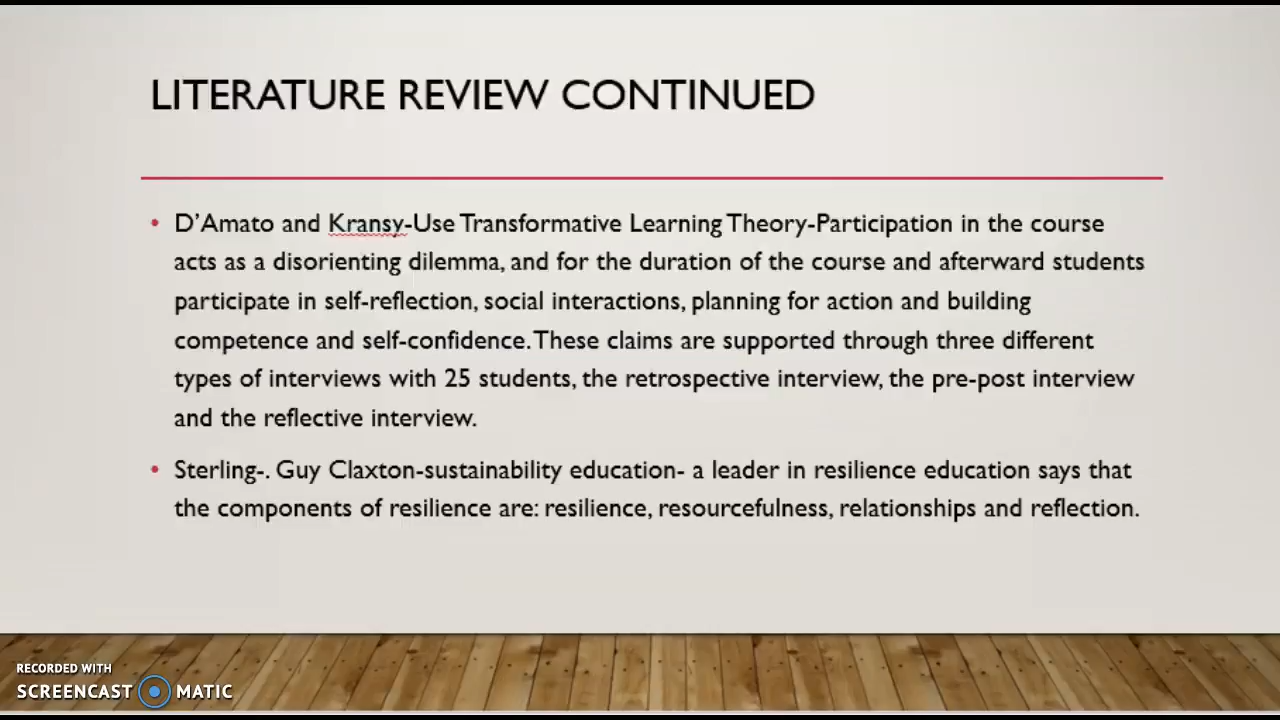 LITERATURE REVIEW CONTINUED
• D’Amato and Kransy-Use Transformative Learning Theory-Participation in the course
acts as a disorienting dilemma, and for the duration of the course and afterward students
participate in self-reflection, social interactions, planning for action and building
competence and self-confidence. These claims are supported through three different
types of interviews with 25 students, the retrospective interview, the pre-post interview
and the reflective interview.
• Sterling-. Guy Claxton-sustainability education- a leader in resilience education says that
the components of resilience are: resilience, resourcefulness, relationships and reflection.
RECORDED WITH
SCREENCAST MATIC